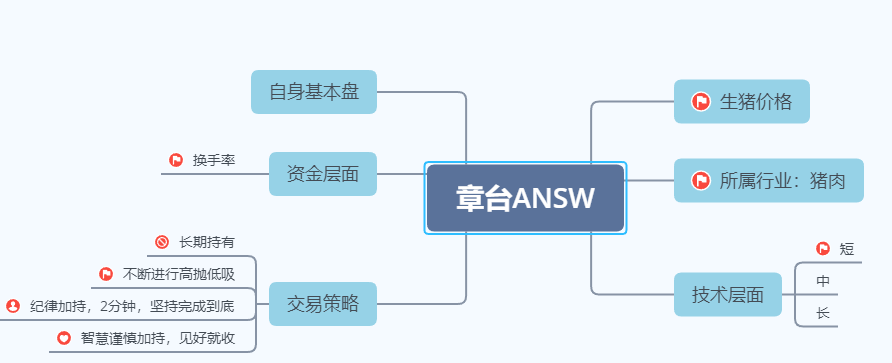 章台ANSW
自身基本盘
资金层面
换手率
交易策略
长期持有
不断进行高抛低吸
纪律加持，2分钟，坚持完成到底
智慧谨慎加持，见好就收
生猪价格
所属行业：猪肉
技术层面
短
中
长